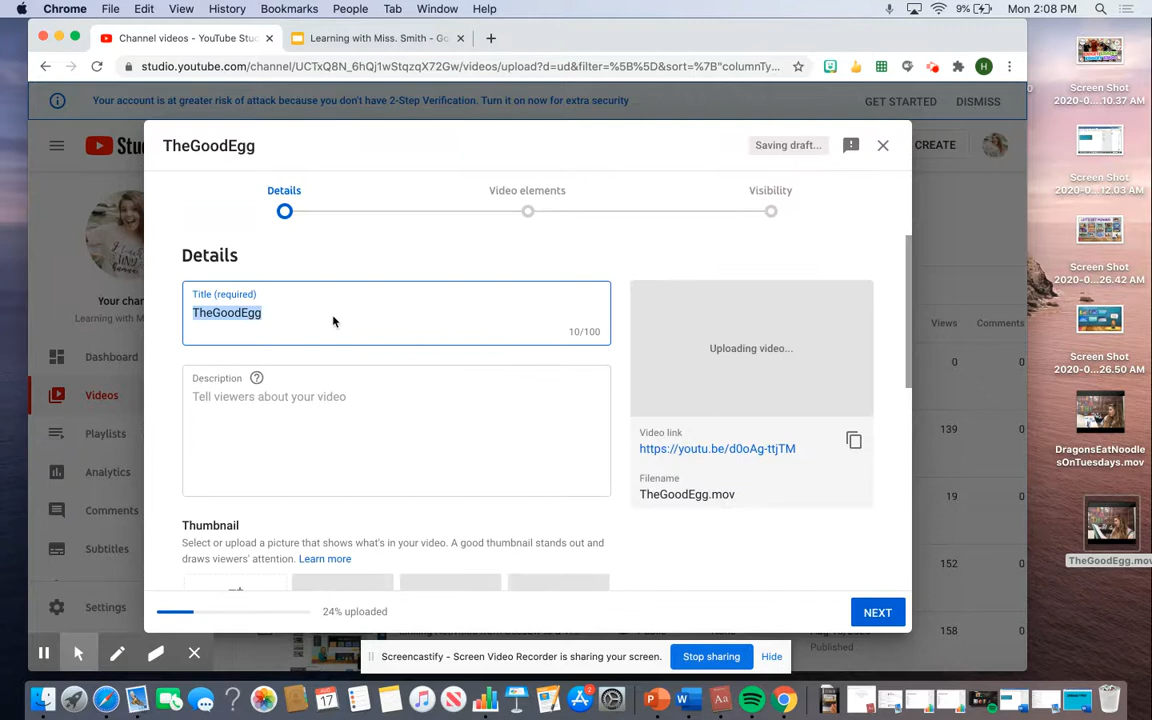 Chrome File Edit View History Bookmarks People Tab Window Help
9% Mon 2:08 PM
Channel videos - YouTube Stu
Learning with Miss. Smith - Go
studio.youtube.com/channel/UCTxQ8N_6hQj1wStqzqX72Gw/videos/upload?d=ud&filter=%5B%5D&sort=%7B"columnTy...
H
Your account is at greater risk of attack because you don't have 2-Step Verification. Turn it on now for extra security
GET STARTED DISMISS
Stu
CREATE
TheGoodEgg
Saving draft...
Details
Video elements
Visibility
Details
Title (required)
TheGoodEgg
10/100
Description
Tell viewers about your video
Uploading video...
Video link
https://youtu.be/d0oAg-ttjTM
Filename
TheGoodEgg.mov
Thumbnail
Select or upload a picture that shows what's in your video. A good thumbnail stands out and
draws viewers' attention. Learn more
24% uploaded
NEXT
Your chan
Learning with Mi
Dashboard
Videos
Playlists
Analytics
Comments
Subtitles
Settings
Views Comments
0 0
139 0
19 0
152 0
158 0
Published
Screencastify - Screen Video Recorder is sharing your screen.
Stop sharing
Hide
Screen Shot
2020-0....10.37 AM
Screen Shot
2020-0...12.03 AM
Screen Shot
2020-0...26.42 AM
Screen Shot
2020-0...26.50 AM
DragonsEatNoodle
sOnTuesdays.mov
TheGoodEgg.mov
17